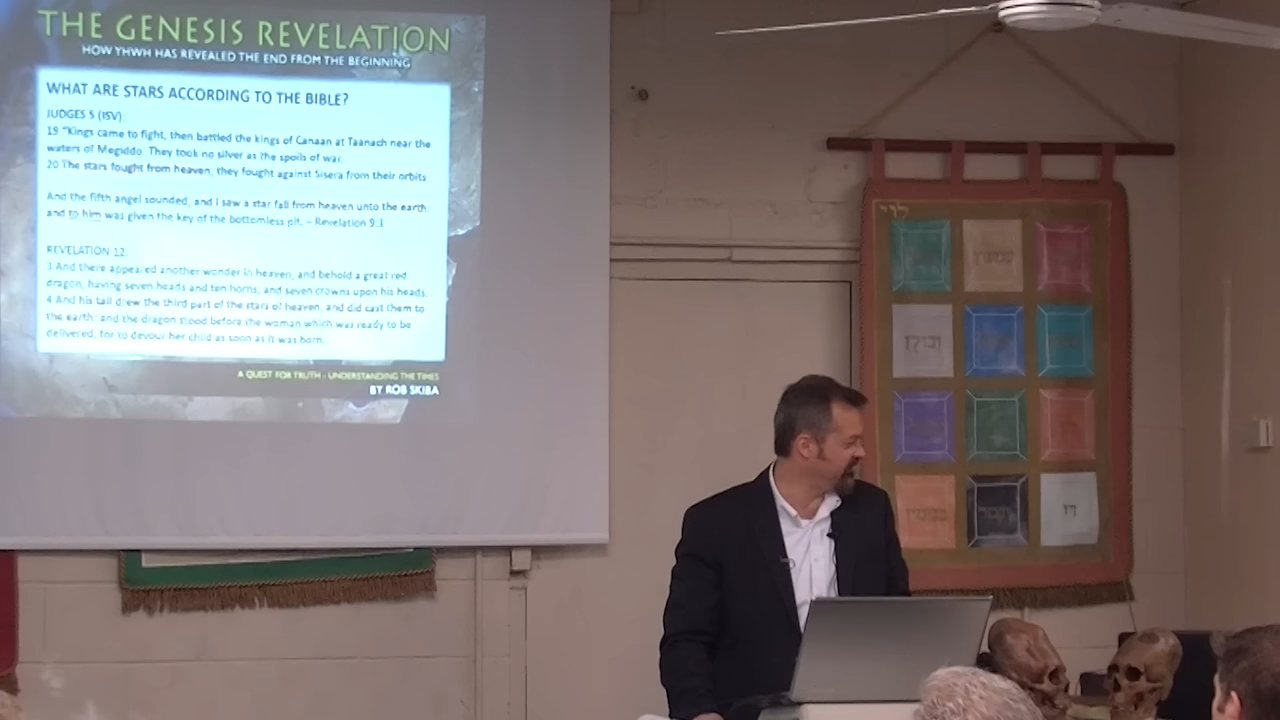 THE GENESIS REVELATION
HOW YHWH HAS REVEALED THE END FROM THE BEGINNING
WHAT ARE STARS ACCORDING TO THE BIBLE?
JUDGES 5 (ISV)
19 "Kings came to fight, then battled the kings of Canaan at Taanach near the
waters of Megiddo. They took no silver as the spoils of war.
20 The stars fought from heaven; they fought against Sisera from their orbits.
And the fifth angel sounded, and I saw a star fall from heaven unto the earth:
and to him was given the key of the bottomless pit. – Revelation 9:1
REVELATION 12:
3 And there appeared another wonder in heaven; and behold a great red
dragon, having seven heads and ten horns, and seven crowns upon his heads.
4 And his tail drew the third part of the stars of heaven, and did cast them to
the earth: and the dragon stood before the woman which was ready to be
delivered, for to devour her child as soon as it was born.
A QUEST FOR TRUTH - UNDERSTANDING THE TIMES
BY ROB SKIBA
לוי
זבולן
דן